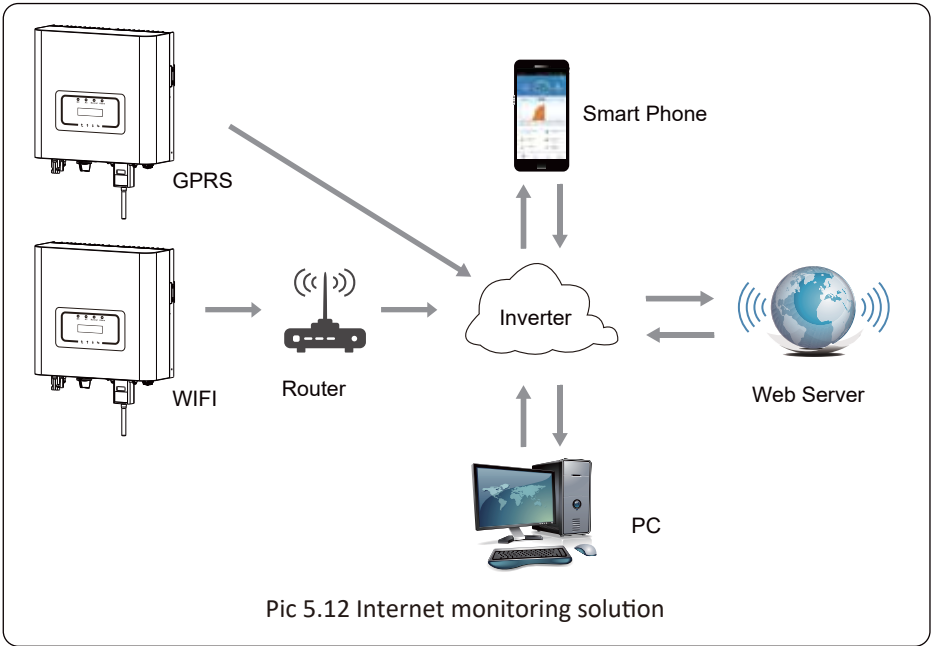 GPRS
Smart Phone
WIFI
Router
Inverter
Web Server
PC
Pic 5.12 Internet monitoring solution